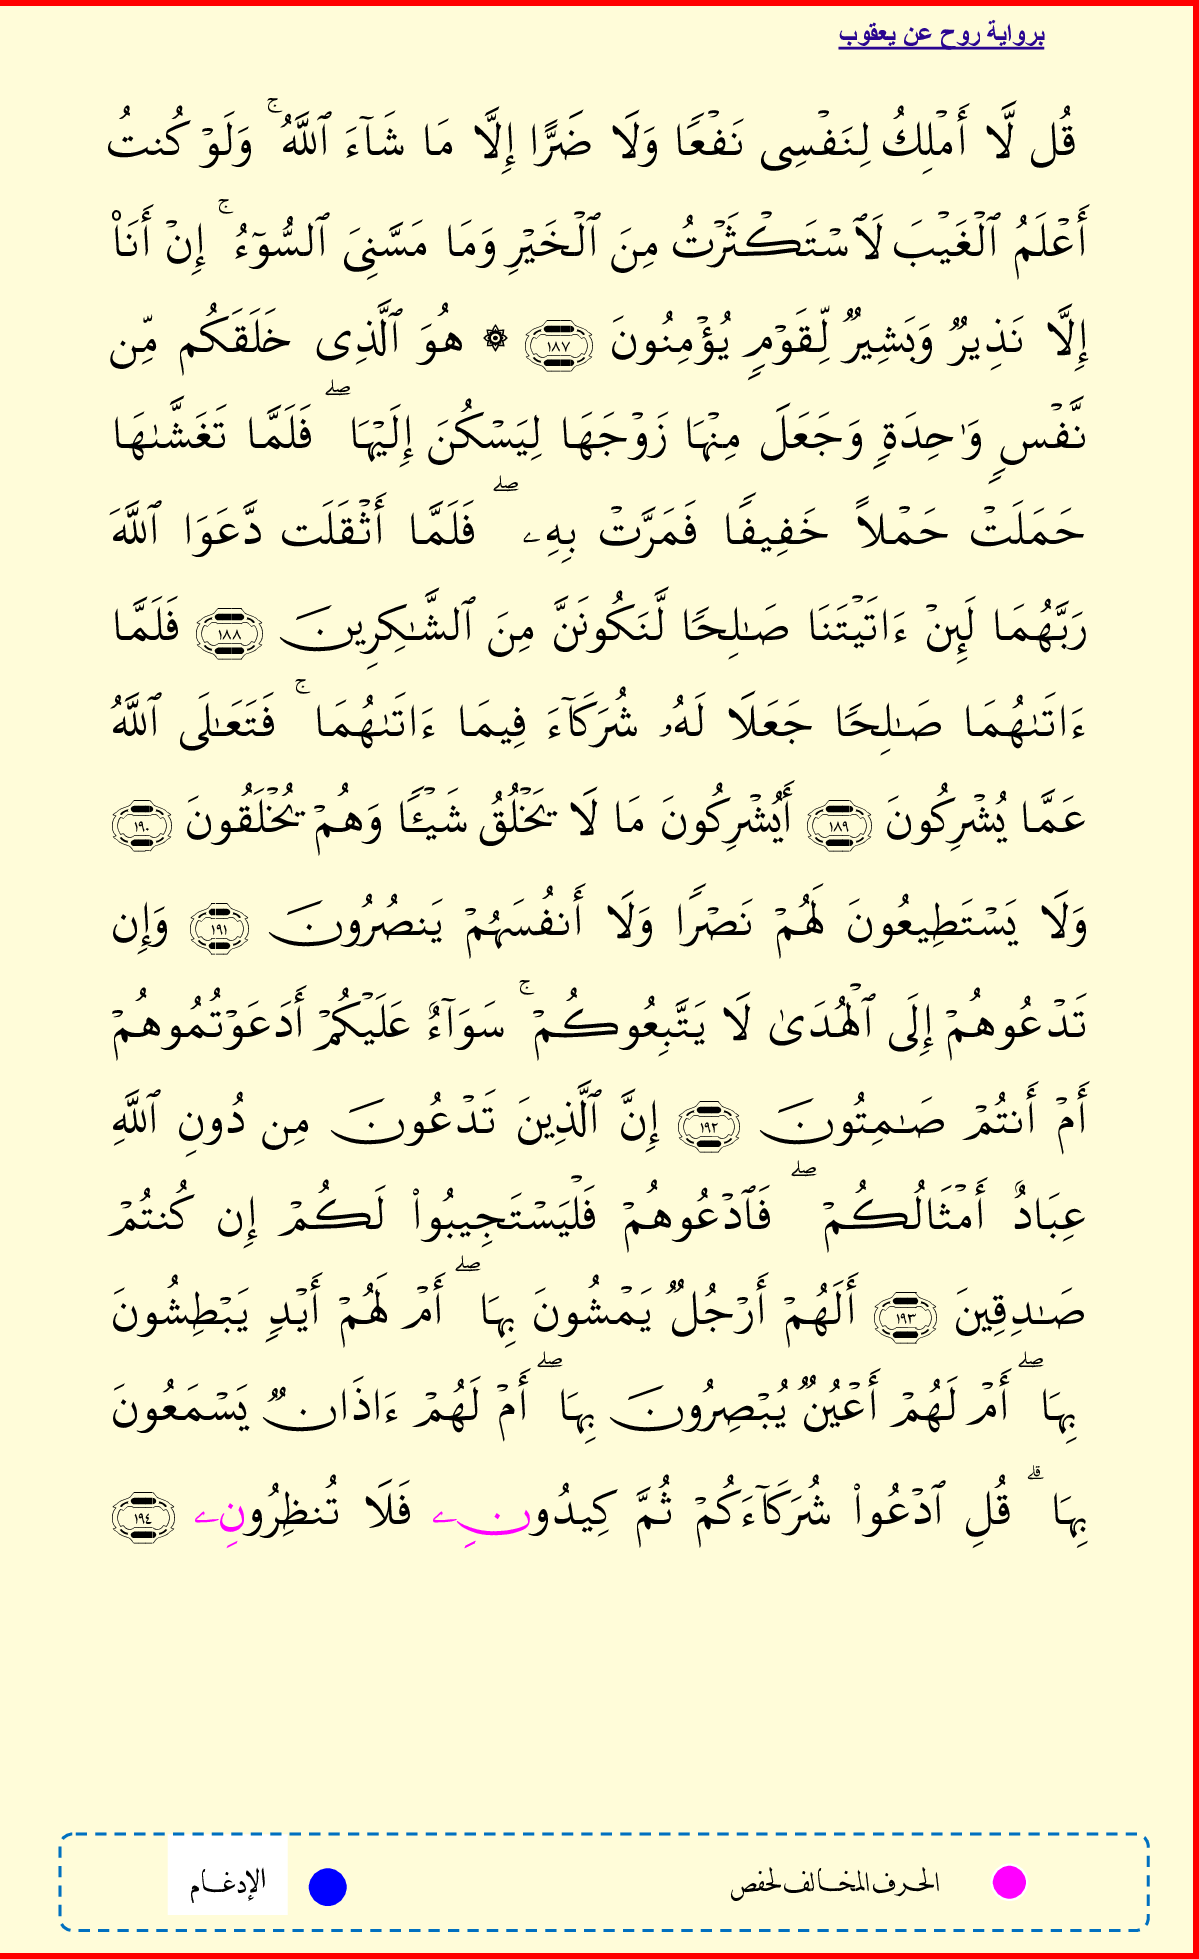 برواية روح عن يعقوب
قُل لَّا أَمۡلِكُ لِنَفۡسِى نَفۡعٗا وَلَا ضَرًّا إِلَّا مَا شَآءَ ٱللَّهُۚ وَلَوۡ كُنتُ
أَعۡلَمُ ٱلۡغَيۡبَ لَٱسۡتَكۡثَرۡتُ مِنَ ٱلۡخَيۡرِ وَمَا مَسَّنِىَ ٱلسُّوٓءُۚ إِنۡ أَنَا۠
إِلَّا نَذِيرٞ وَبَشِيرٞ لِّقَوۡمٖ يُؤۡمِنُونَ ١٨٧ ۞ هُوَ ٱلَّذِى خَلَقَكُم مِّن
نَّفۡسٖ وَٰحِدَةٖ وَجَعَلَ مِنۡهَا زَوۡجَهَا لِيَسۡكُنَ إِلَيۡهَاۖ فَلَمَّا تَغَشَّىٰهَا
حَمَلَتۡ حَمۡلاً خَفِيفٗا فَمَرَّتۡ بِهِۦۖ فَلَمَّا أَثۡقَلَت دَّعَوَا ٱللَّهَ
رَبَّهُمَا لَئِنۡ ءَاتَيۡتَنَا صَٰلِحٗا لَّنَكُونَنَّ مِنَ ٱلشَّٰكِرِينَ ١٨٨ فَلَمَّا
ءَاتَىٰهُمَا صَٰلِحٗا جَعَلَا لَهُۥ شُرَكَآءَ فِيمَا ءَاتَىٰهُمَاۚ فَتَعَٰلَى ٱللَّهُ
عَمَّا يُشۡرِكُونَ ١٨٩ أَيُشۡرِكُونَ مَا لَا يَخۡلُقُ شَيۡـٔٗا وَهُمۡ يُخۡلَقُونَ ١٩٠
وَلَا يَسۡتَطِيعُونَ لَهُمۡ نَصۡرٗا وَلَا أَنفُسَهُمۡ يَنصُرُونَ ١٩١ وَإِن
تَدۡعُوهُمۡ إِلَى ٱلۡهُدَىٰ لَا يَتَّبِعُوكُمۡۚ سَوَآءٌ عَلَيۡكُمۡ أَدَعَوۡتُمُوهُمۡ
أَمۡ أَنتُمۡ صَٰمِتُونَ ١٩٢ إِنَّ ٱلَّذِينَ تَدۡعُونَ مِن دُونِ ٱللَّهِ
عِبَادٌ أَمۡثَالُكُمۡۖ فَٱدۡعُوهُمۡ فَلۡيَسۡتَجِيبُواْ لَكُمۡ إِن كُنتُمۡ
صَٰدِقِينَ ١٩٣ أَلَهُمۡ أَرۡجُلٞ يَمۡشُونَ بِهَاۖ أَمۡ لَهُمۡ أَيۡدٖ يَبۡطِشُونَ
بِهَاۖ أَمۡ لَهُمۡ أَعۡيُنٞ يُبۡصِرُونَ بِهَاۖ أَمۡ لَهُمۡ ءَاذَانٞ يَسۡمَعُونَ
بِهَاۗ قُلِ ٱدۡعُواْ شُرَكَآءَكُمۡ ثُمَّ كِيدُونِۦ فَلَا تُنظِرُونِۦ ١٩٤
الحرف المخالف لحفص
الإدغام